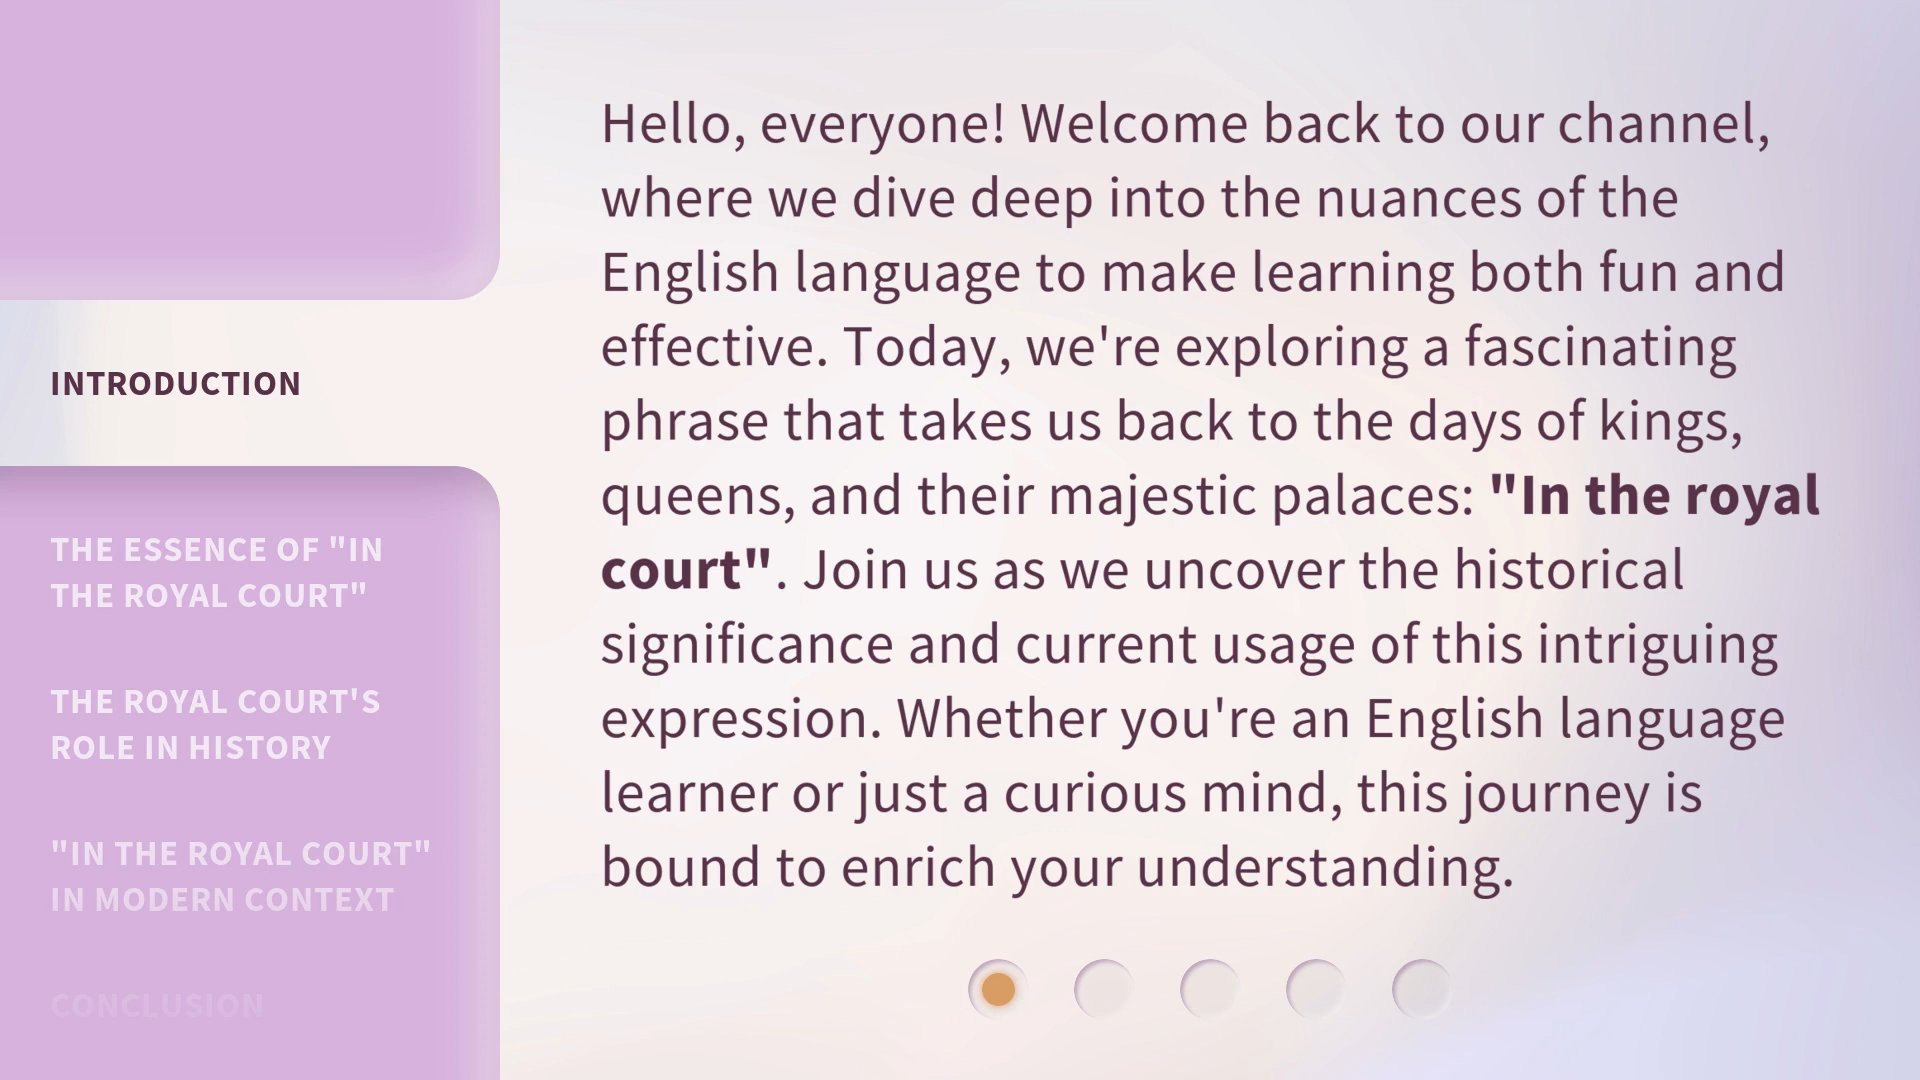 INTRODUCTION
THE ESSENCE OF "IN
THE ROYAL COURT"
THE ROYAL COURT'S
ROLE IN HISTORY
"IN THE ROYAL COURT"
IN MODERN CONTEXT
CONCLUSION
Hello, everyone! Welcome back to our channel,
where we dive deep into the nuances of the
English language to make learning both fun and
effective. Today, we're exploring a fascinating
phrase that takes us back to the days of kings,
queens, and their majestic palaces: "In the royal
court". Join us as we uncover the historical
significance and current usage of this intriguing
expression. Whether you're an English language
learner or just a curious mind, this journey is
bound to enrich your understanding.